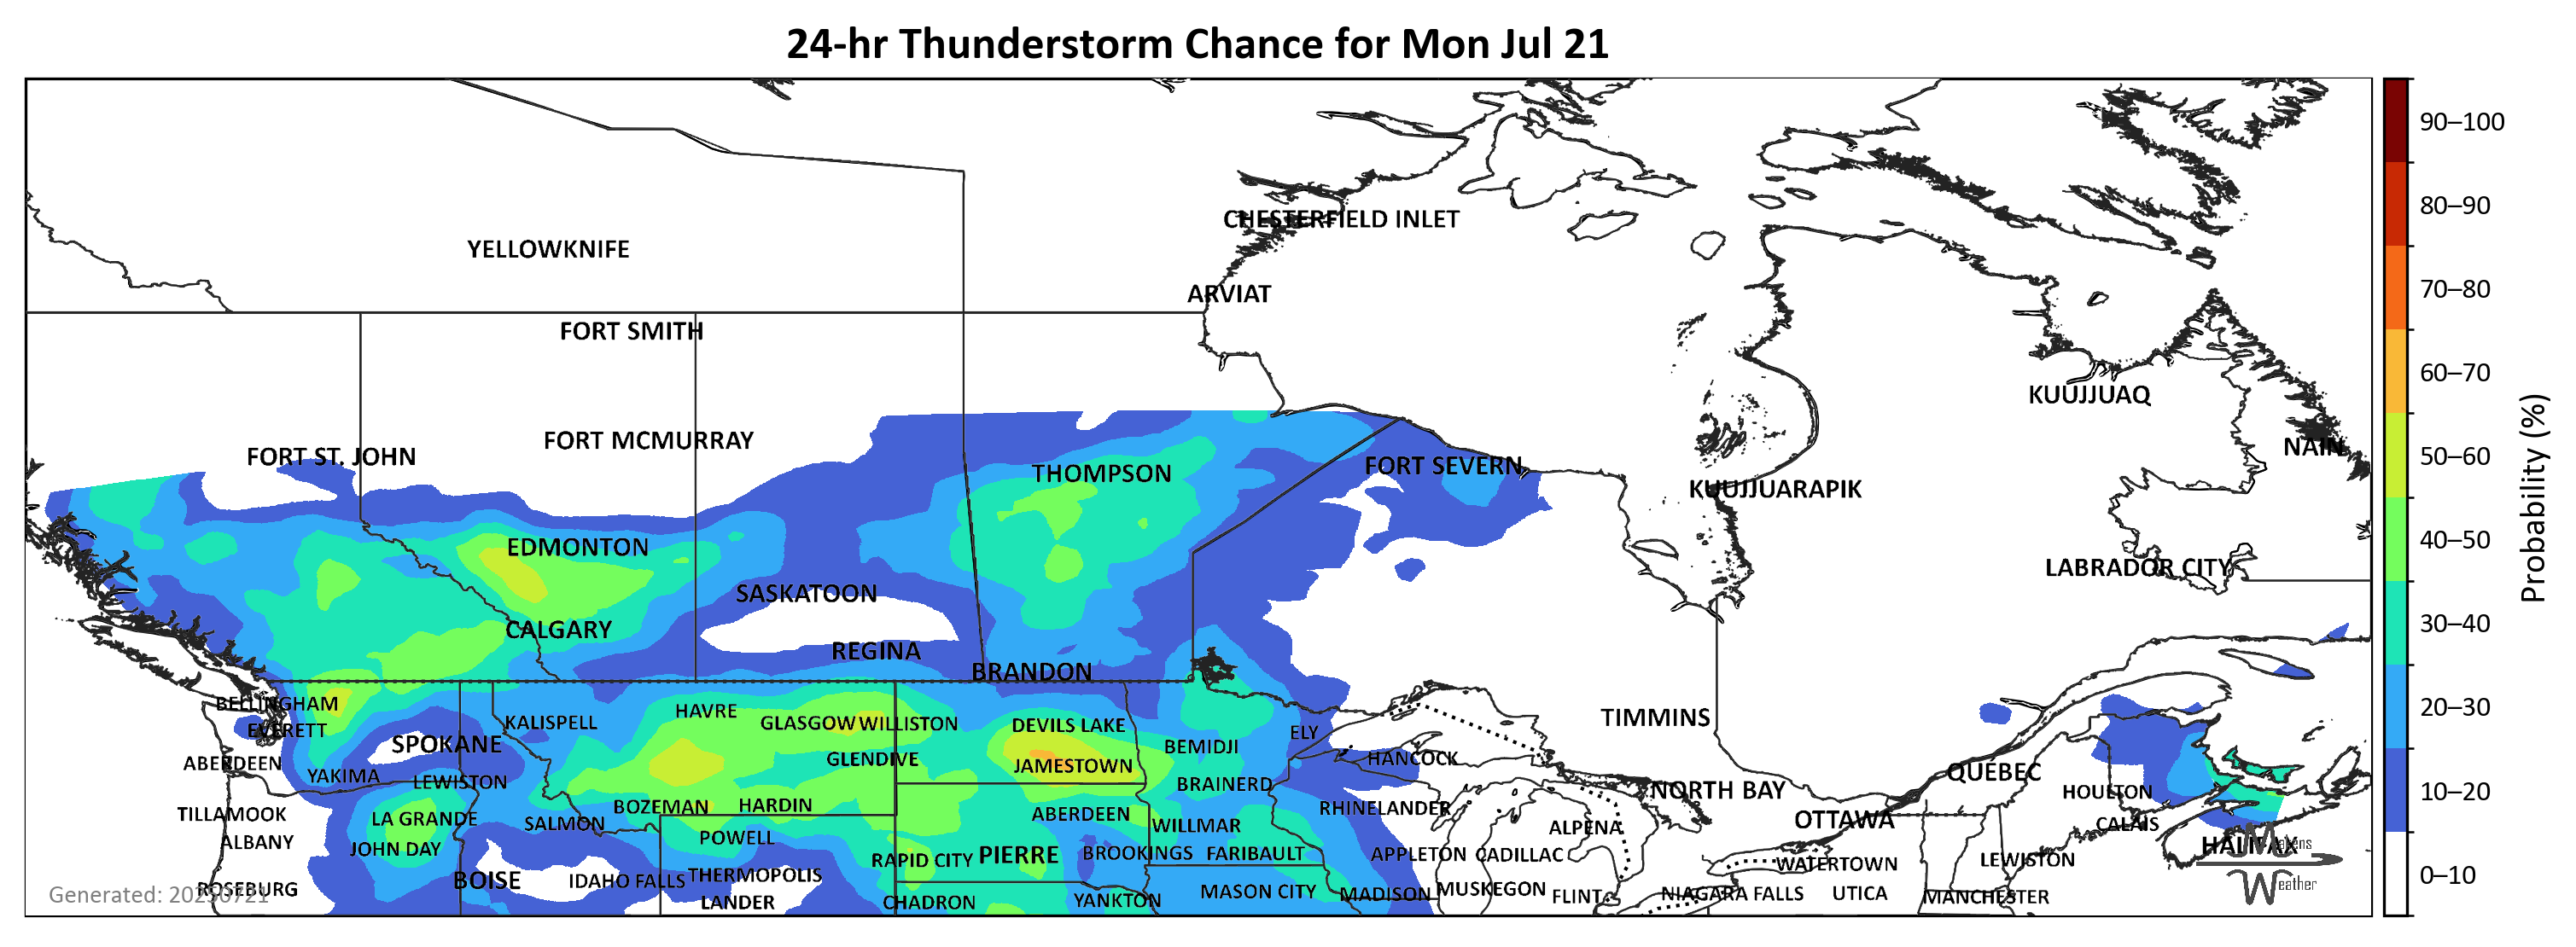 24-hr Thunderstorm Chance for Mon Jul 21
90–100
80–90
CHESTERFIELD INLET
YELLOWKNIFE
70–80
ARVIAT
FORT SMITH
60–70
KUUJJUAQ
Probability (%)
FORT MCMURRAY
NAIN
FORT ST. JOHN
50–60
FORT SEVERN
THOMPSON
KUUJJUARAPIK
40–50
EDMONTON
LABRADOR CITY
SASKATOON
30–40
CALGARY
REGINA
BRANDON
BELLINGHAM
HAVRE
20–30
KALISPELL
GLASGOW
WILLISTON
DEVILS LAKE
TIMMINS
EVERETT
ELY
SPOKANE
BEMIDJI
GLENDIVE
HANCOCK
ABERDEEN
JAMESTOWN
QUÉBEC
YAKIMA
LEWISTON
BRAINERD
NORTH BAY
HOULTON
10–20
BOZEMAN
HARDIN
RHINELANDER
TILLAMOOK
LA GRANDE
SALMON
ABERDEEN
WILLMAR
ALPENA
OTTAWA
CALAIS
ALBANY
POWELL
HALIFAX
Matens
JOHN DAY
RAPID CITY
PIERRE
BROOKINGS
FARIBAULT
APPLETON
CADILLAC
WATERTOWN
LEWISTON
BOISE
IDAHO FALLS
THERMOPOLIS
0–10
Weather
ROSEBURG
Generated: 20250721
MASON CITY
MADISON
MUSKEGON
FLINT
NIAGARA FALLS
UTICA
MANCHESTER
LANDER
CHADRON
YANKTON